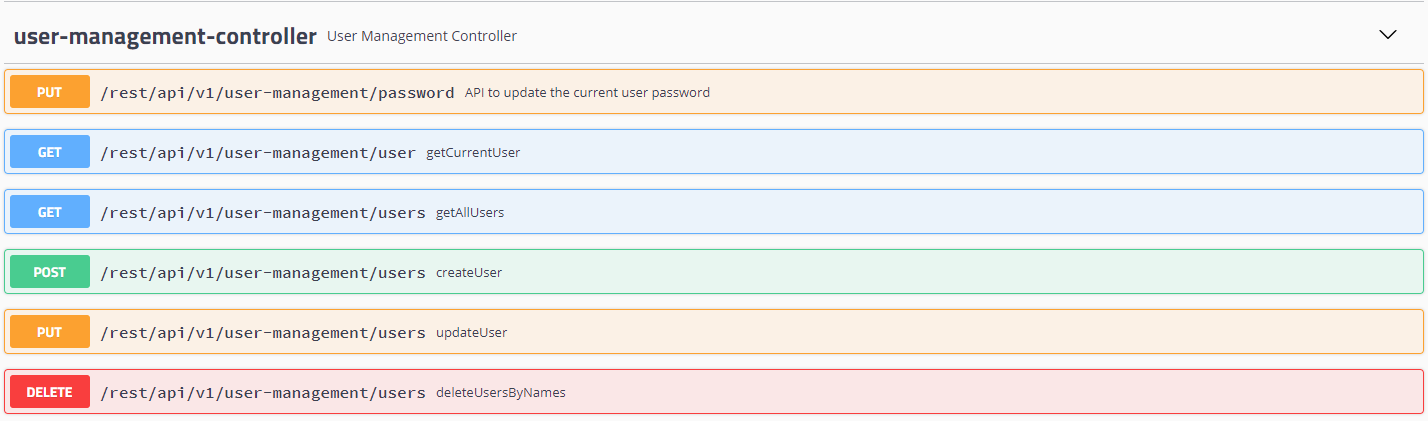 user-management-controller User Management Controller
PUT /rest/api/v1/user-management/password API to update the current user password
GET /rest/api/v1/user-management/user getCurrentUser
GET /rest/api/v1/user-management/users getAllUsers
POST /rest/api/v1/user-management/users createUser
PUT /rest/api/v1/user-management/users updateUser
DELETE /rest/api/v1/user-management/users deleteUsersByNames